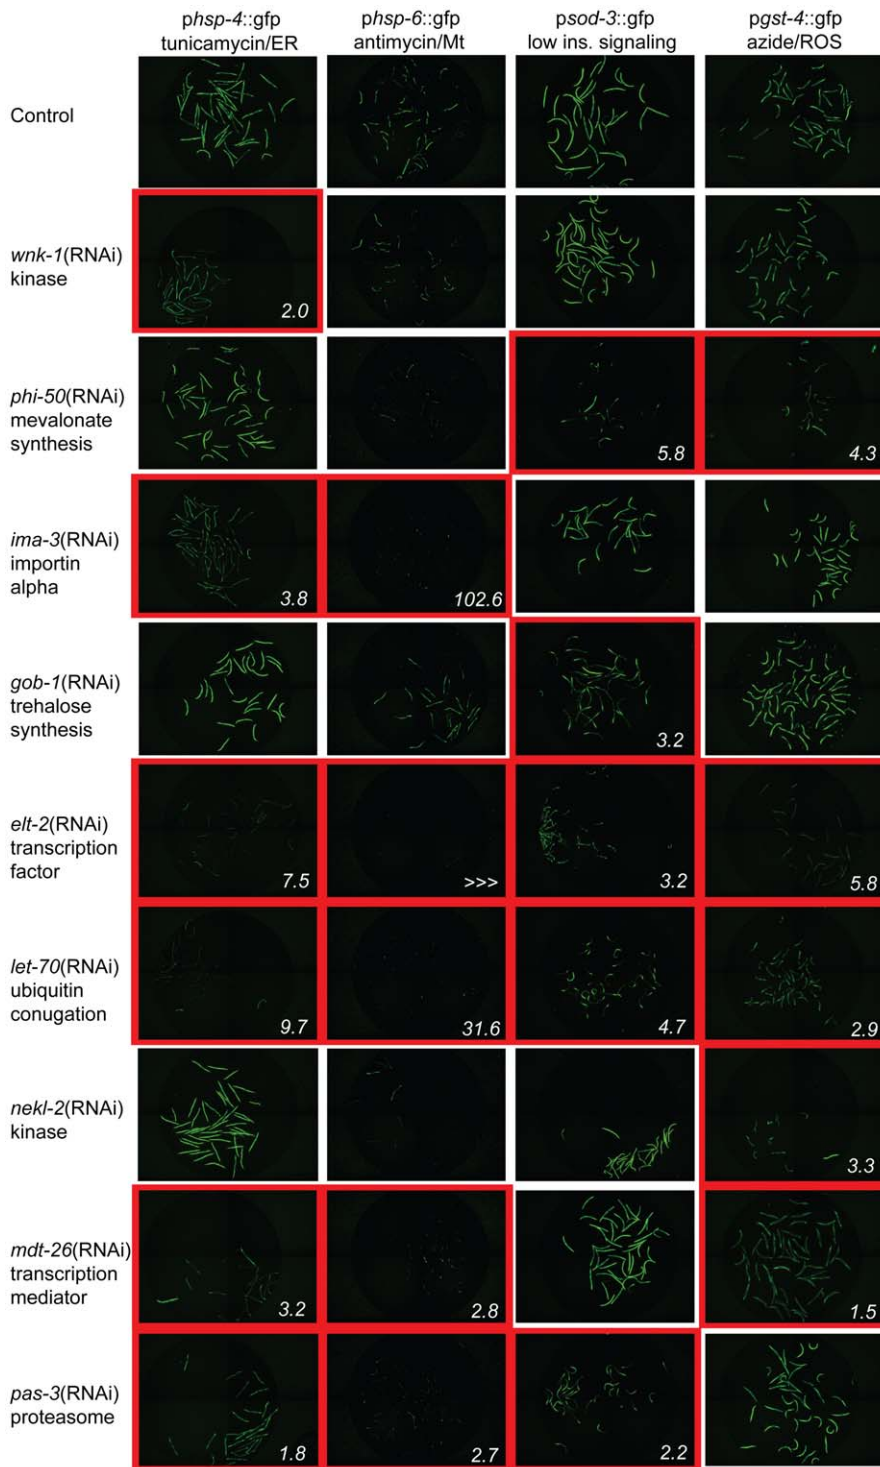 phsp-4::gfp
tunicamycin/ER
phsp-6::gfp
antimycin/Mt
psod-3::gfp
low ins. signaling
pgst-4::gfp
azide/ROS
Control
wnk-1(RNAi)
kinase
2.0
phi-50(RNAi)
mevalonate
synthesis
5.8
4.3
ima-3(RNAi)
importin
alpha
3.8
102.6
gob-1(RNAi)
trehalose
synthesis
3.2
elt-2(RNAi)
transcription
factor
7.5
>>>
3.2
5.8
let-70(RNAi)
ubiquitin
conugation
9.7
31.6
4.7
2.9
nekl-2(RNAi)
kinase
3.3
mdt-26(RNAi)
transcription
mediator
3.2
2.8
1.5
pas-3(RNAi)
proteasome
1.8
2.7
2.2